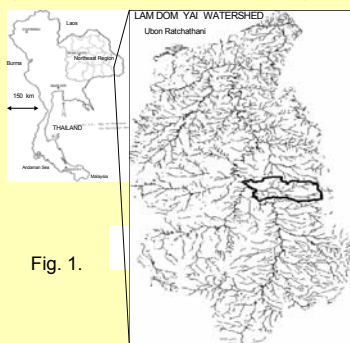 Laos
Northeast Region
Burma
150 km
THAILAND
Andaman Sea
Malaysia
LAM DOM YAI WATERSHED
Ubon Ratchathani
Fig. 1.